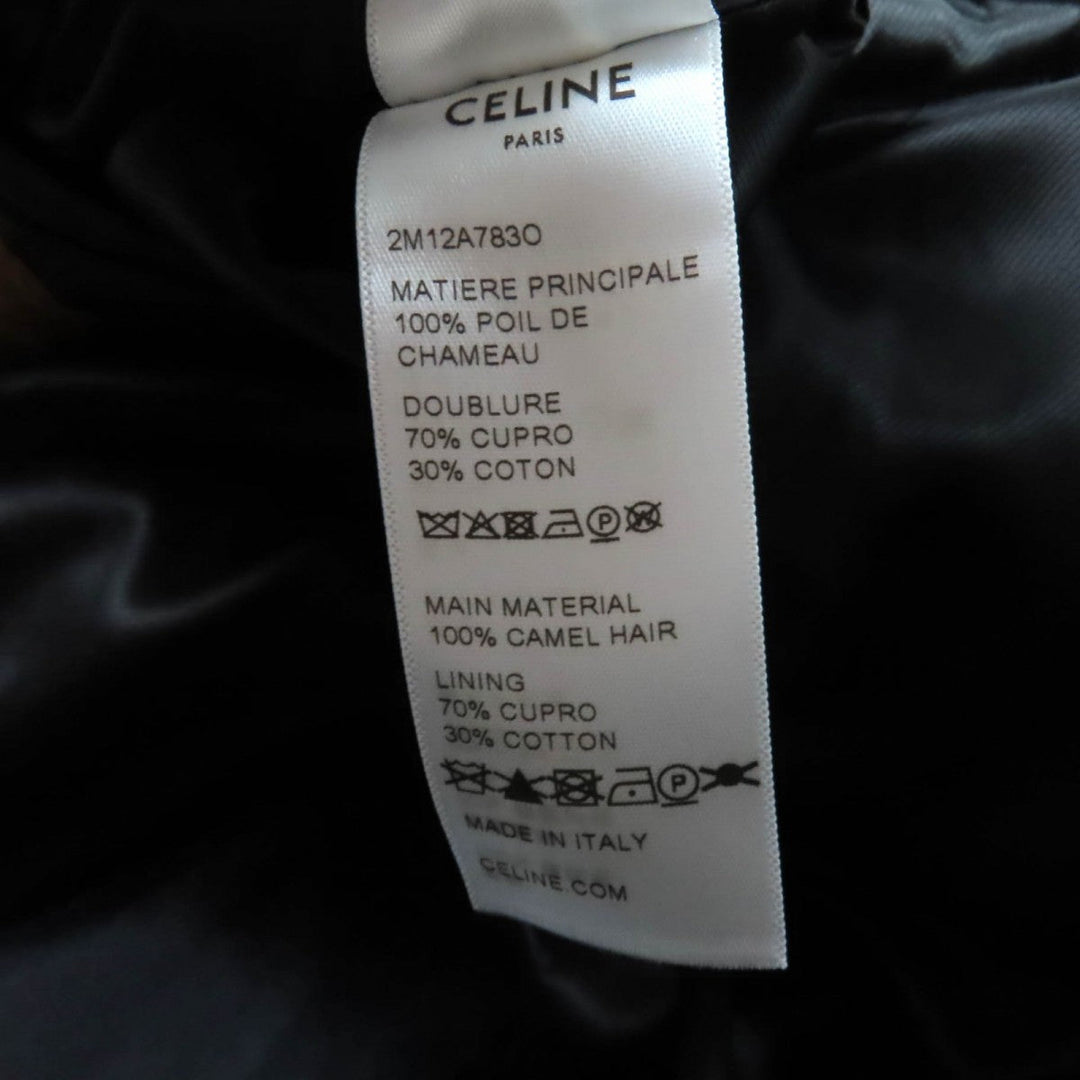 CELINE
PARIS
2M12A783O
MATIERE PRINCIPALE
100% POIL DE
CHAMEAU
DOUBLURE
70% CUPRO
30% COTON
P W
MAIN MATERIAL
100% CAMEL HAIR
LINING
70% CUPRO
30% COTTON
P
MADE IN ITALY
CELINE.COM